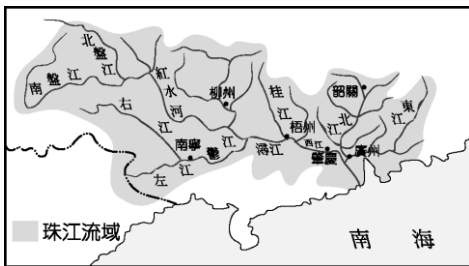 北盤江
南盤江
紅水河
柳州
桂江
韶關
東江
右江
北江
梧州
西江
南寧
鬱江
潯江
肇慶
廣州
左江
珠江流域
南海